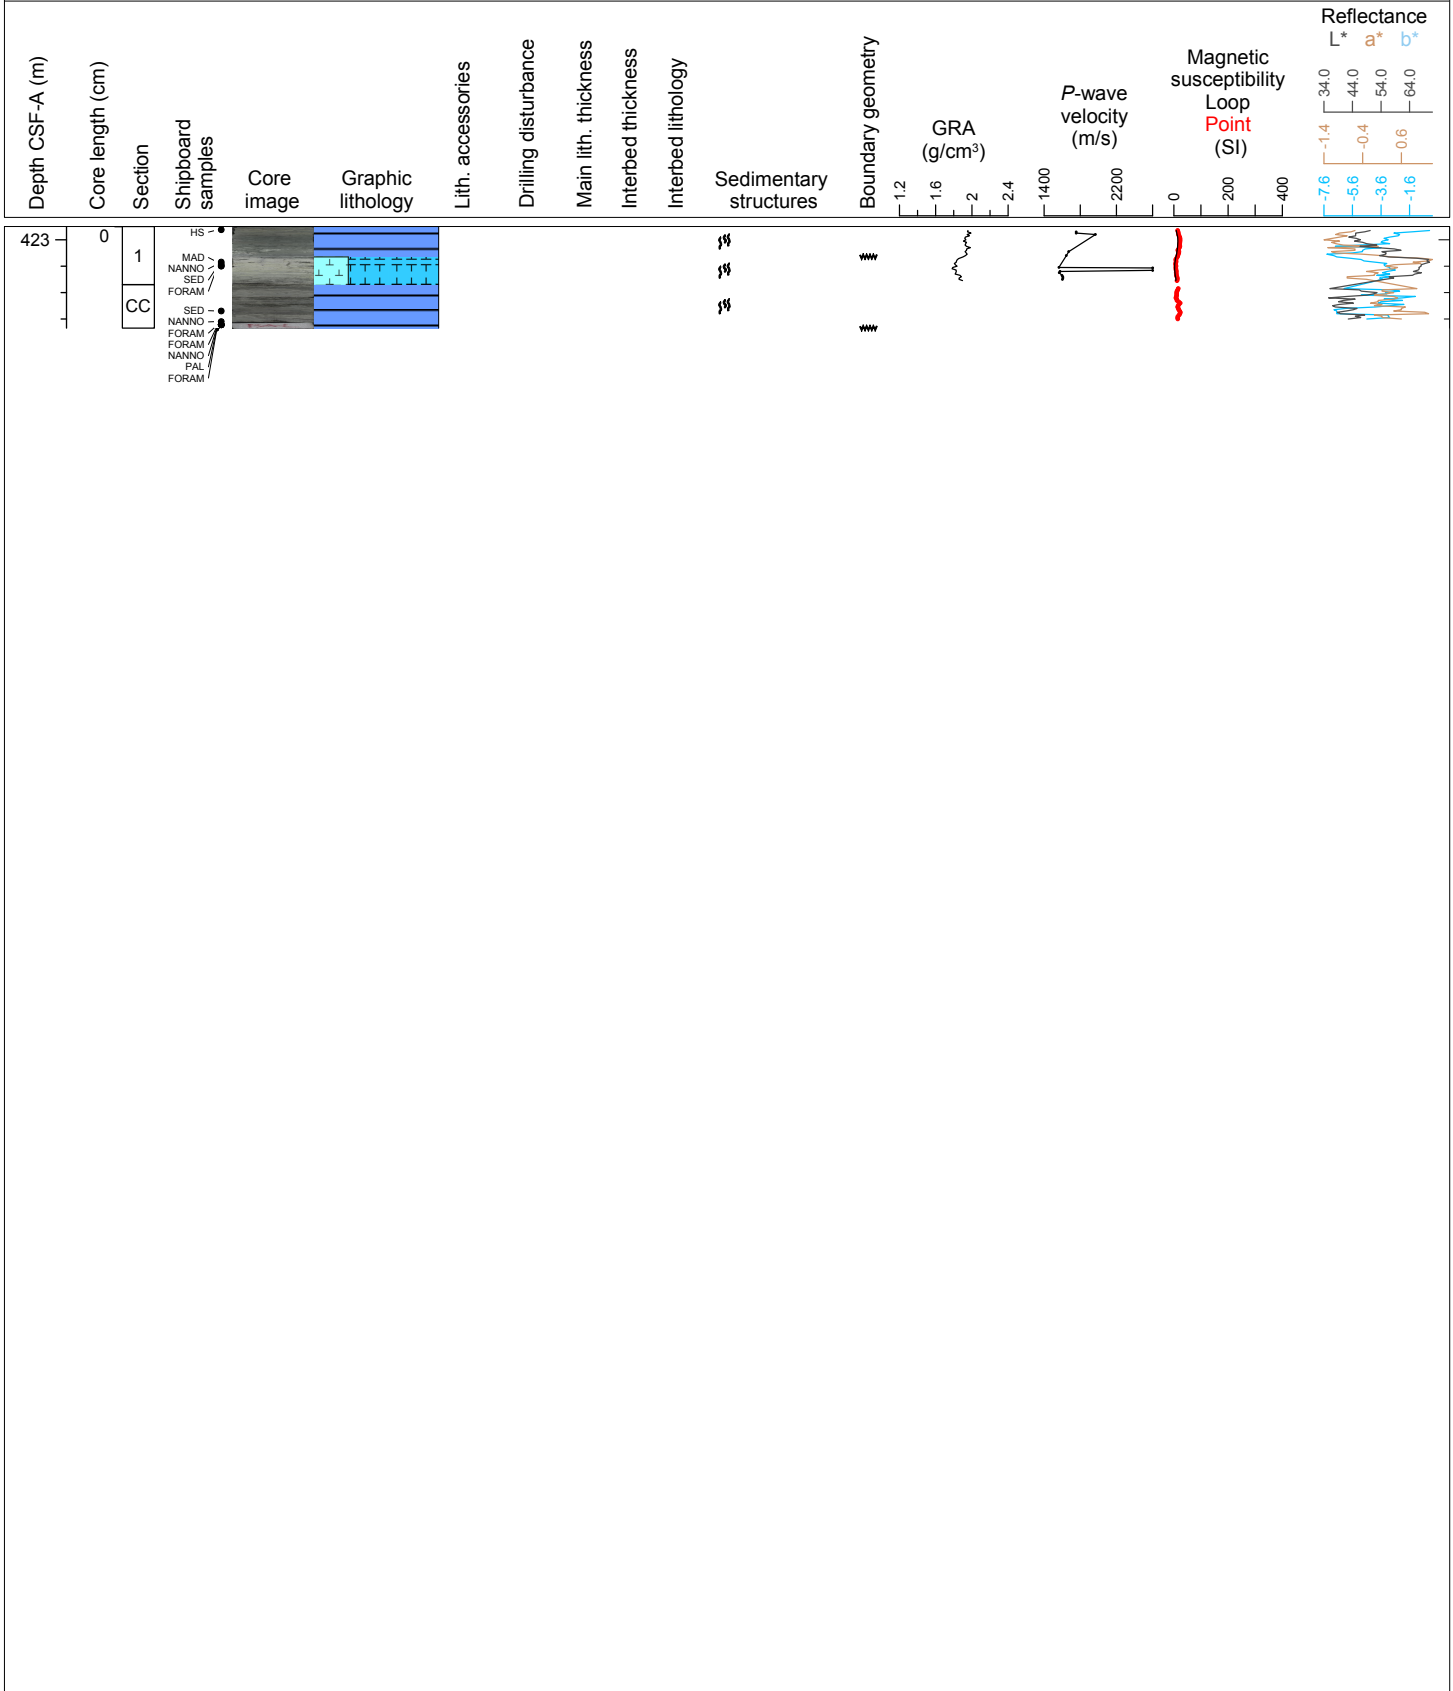 Depth CSF-A (m)
Core length (cm)
Section
Shipboard
samples
Core
image
Graphic
lithology
Lith. accessories
Drilling disturbance
Main lith. thickness
Interbed thickness
Interbed lithology
Sedimentary
structures
Boundary geometry
GRA
(g/cm³)
1.2
1.6
2
2.4
P-wave
velocity
(m/s)
1400
2200
Magnetic
susceptibility
Loop
Point
(SI)
0
200
400
Reflectance
L* a* b*
34.0
44.0
54.0
64.0
-1.4
-0.4
0.6
-7.6
-5.6
-3.6
-1.6
423
0
1
CC
HS
MAD
NANNO
SED
FORAM
SED
NANNO
FORAM
FORAM
NANNO
PAL
FORAM